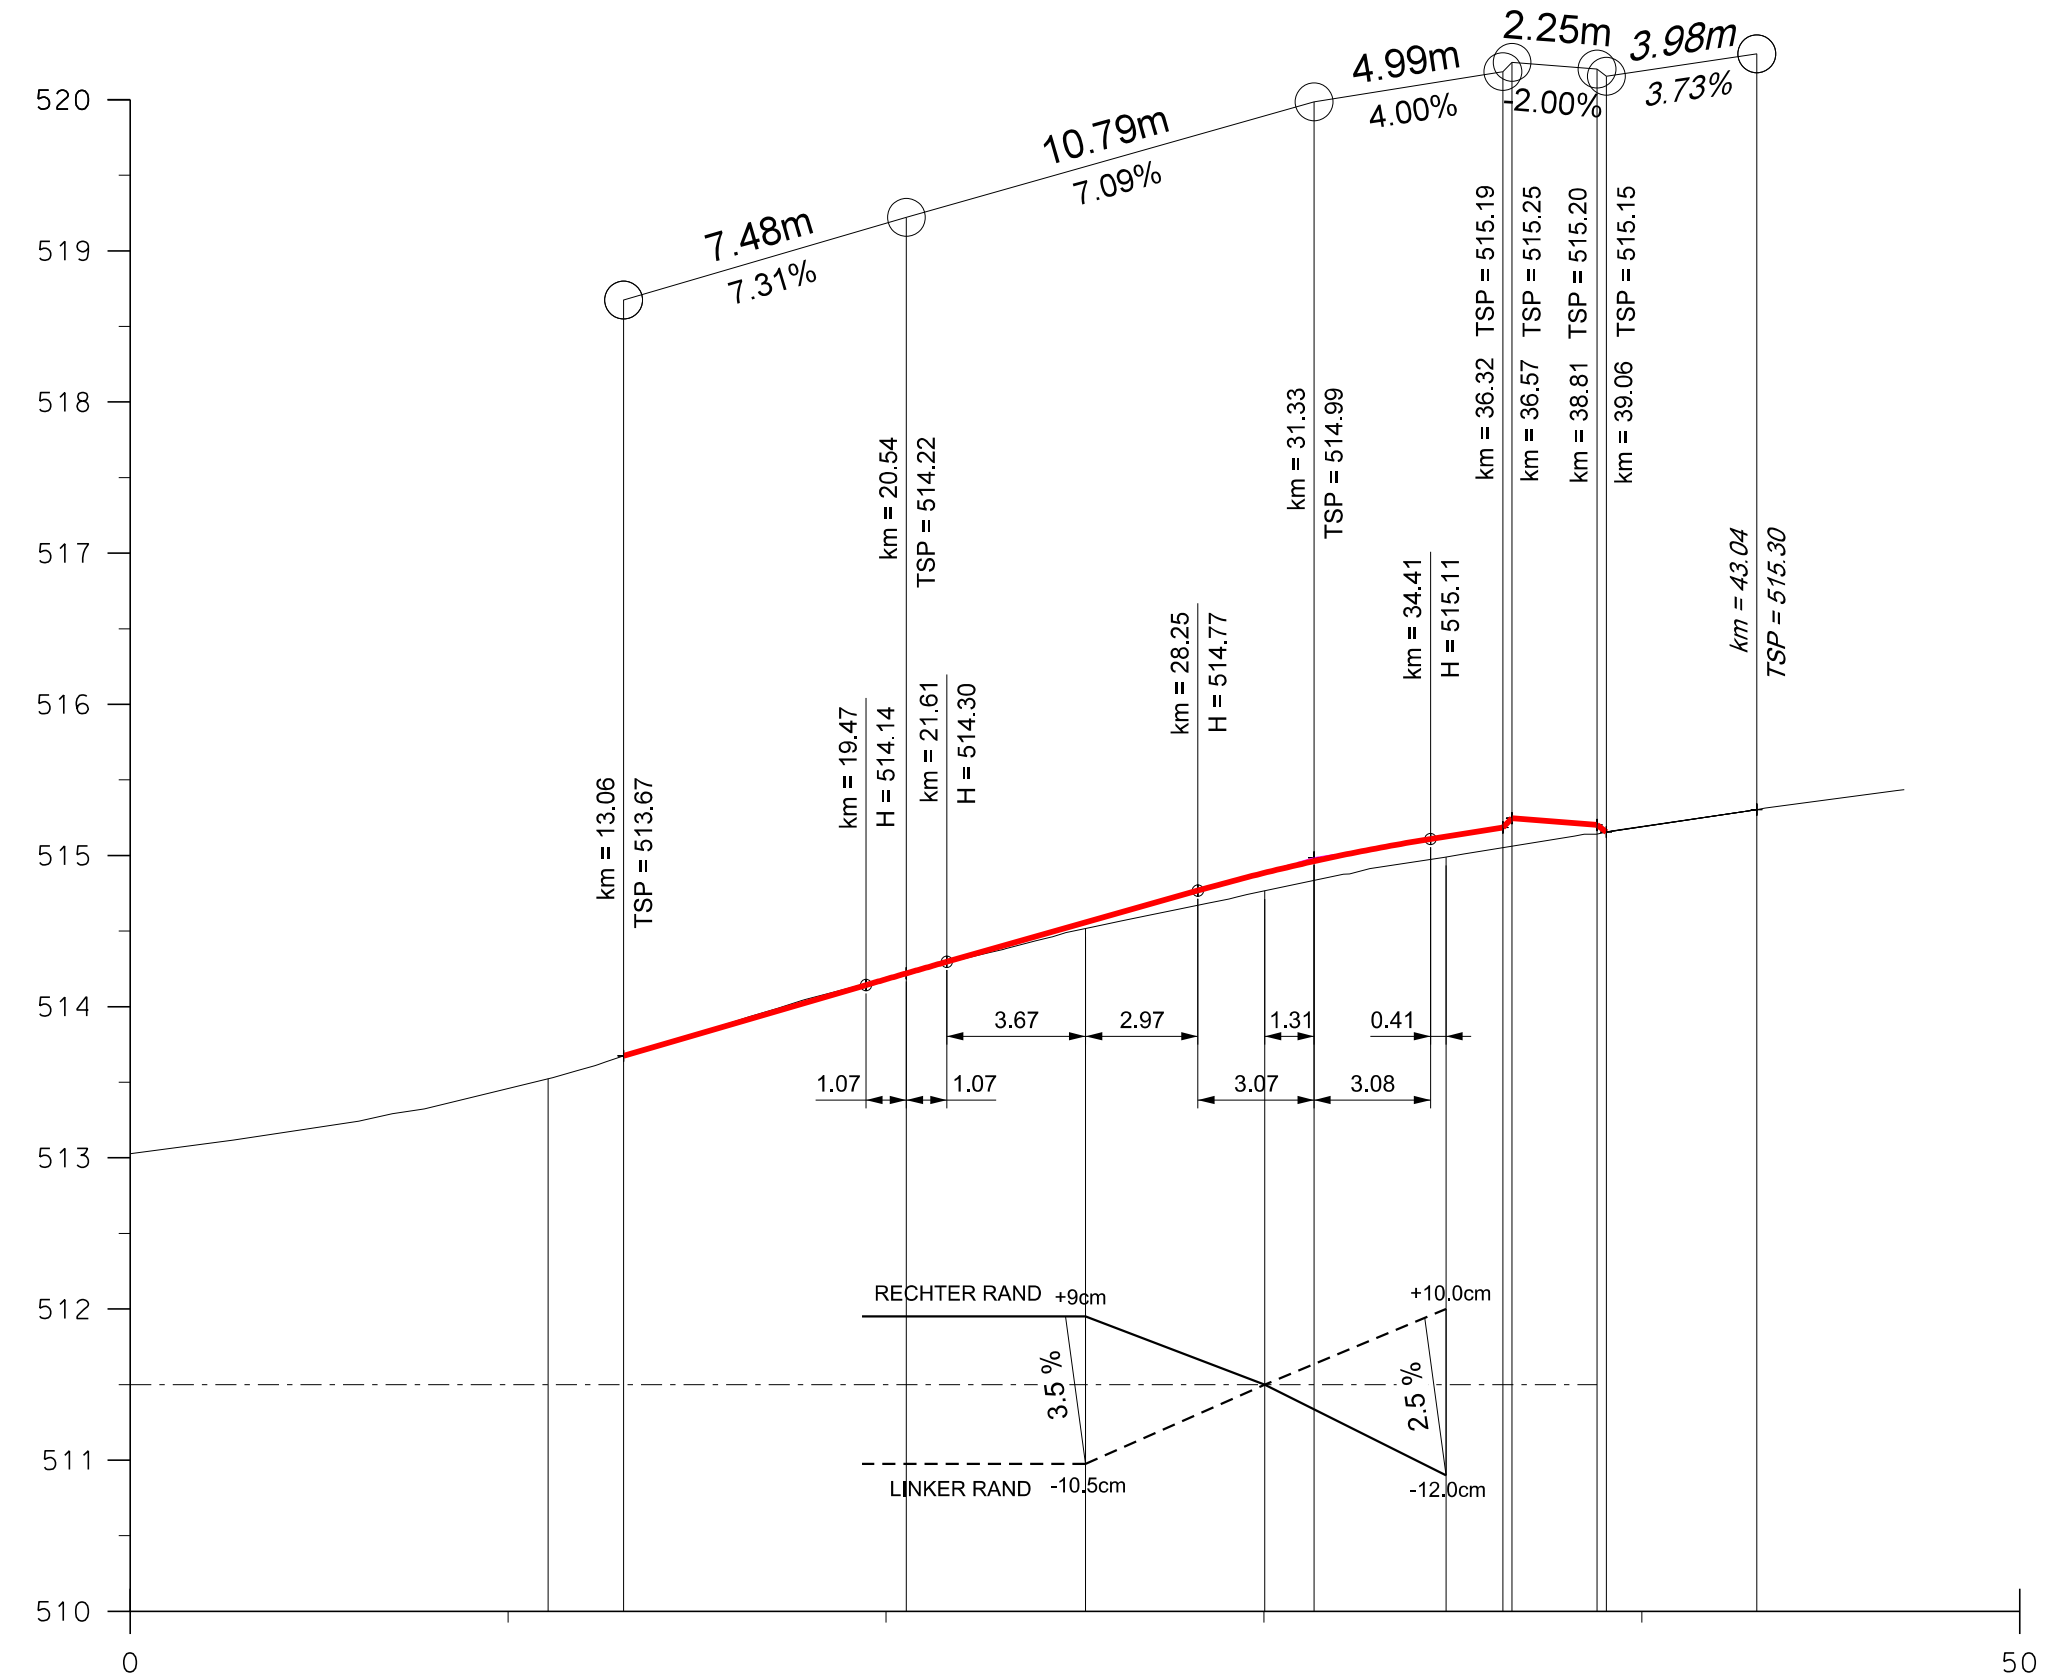 2.25m
3.98m
4.99m
-2.00%
3.73%
4.00%
10.79m
7.09%
7.48m
7.31%
520
519
518
517
516
515
514
513
512
511
510
km = 13.06
TSP = 513.67
km = 19.47
H = 514.14
km = 20.54
TSP = 514.22
km = 21.61
H = 514.30
km = 28.25
H = 514.77
km = 31.33
TSP = 514.99
km = 34.41
H = 515.11
km = 36.32 TSP = 515.19
km = 36.57 TSP = 515.25
km = 38.81 TSP = 515.20
km = 39.06 TSP = 515.15
km = 43.04
TSP = 515.30
3.67
2.97
1.31
0.41
1.07
1.07
3.07
3.08
RECHTER RAND +9cm
+10.0cm
3.5 %
2.5 %
LINKER RAND -10.5cm
-12.0cm
0
50